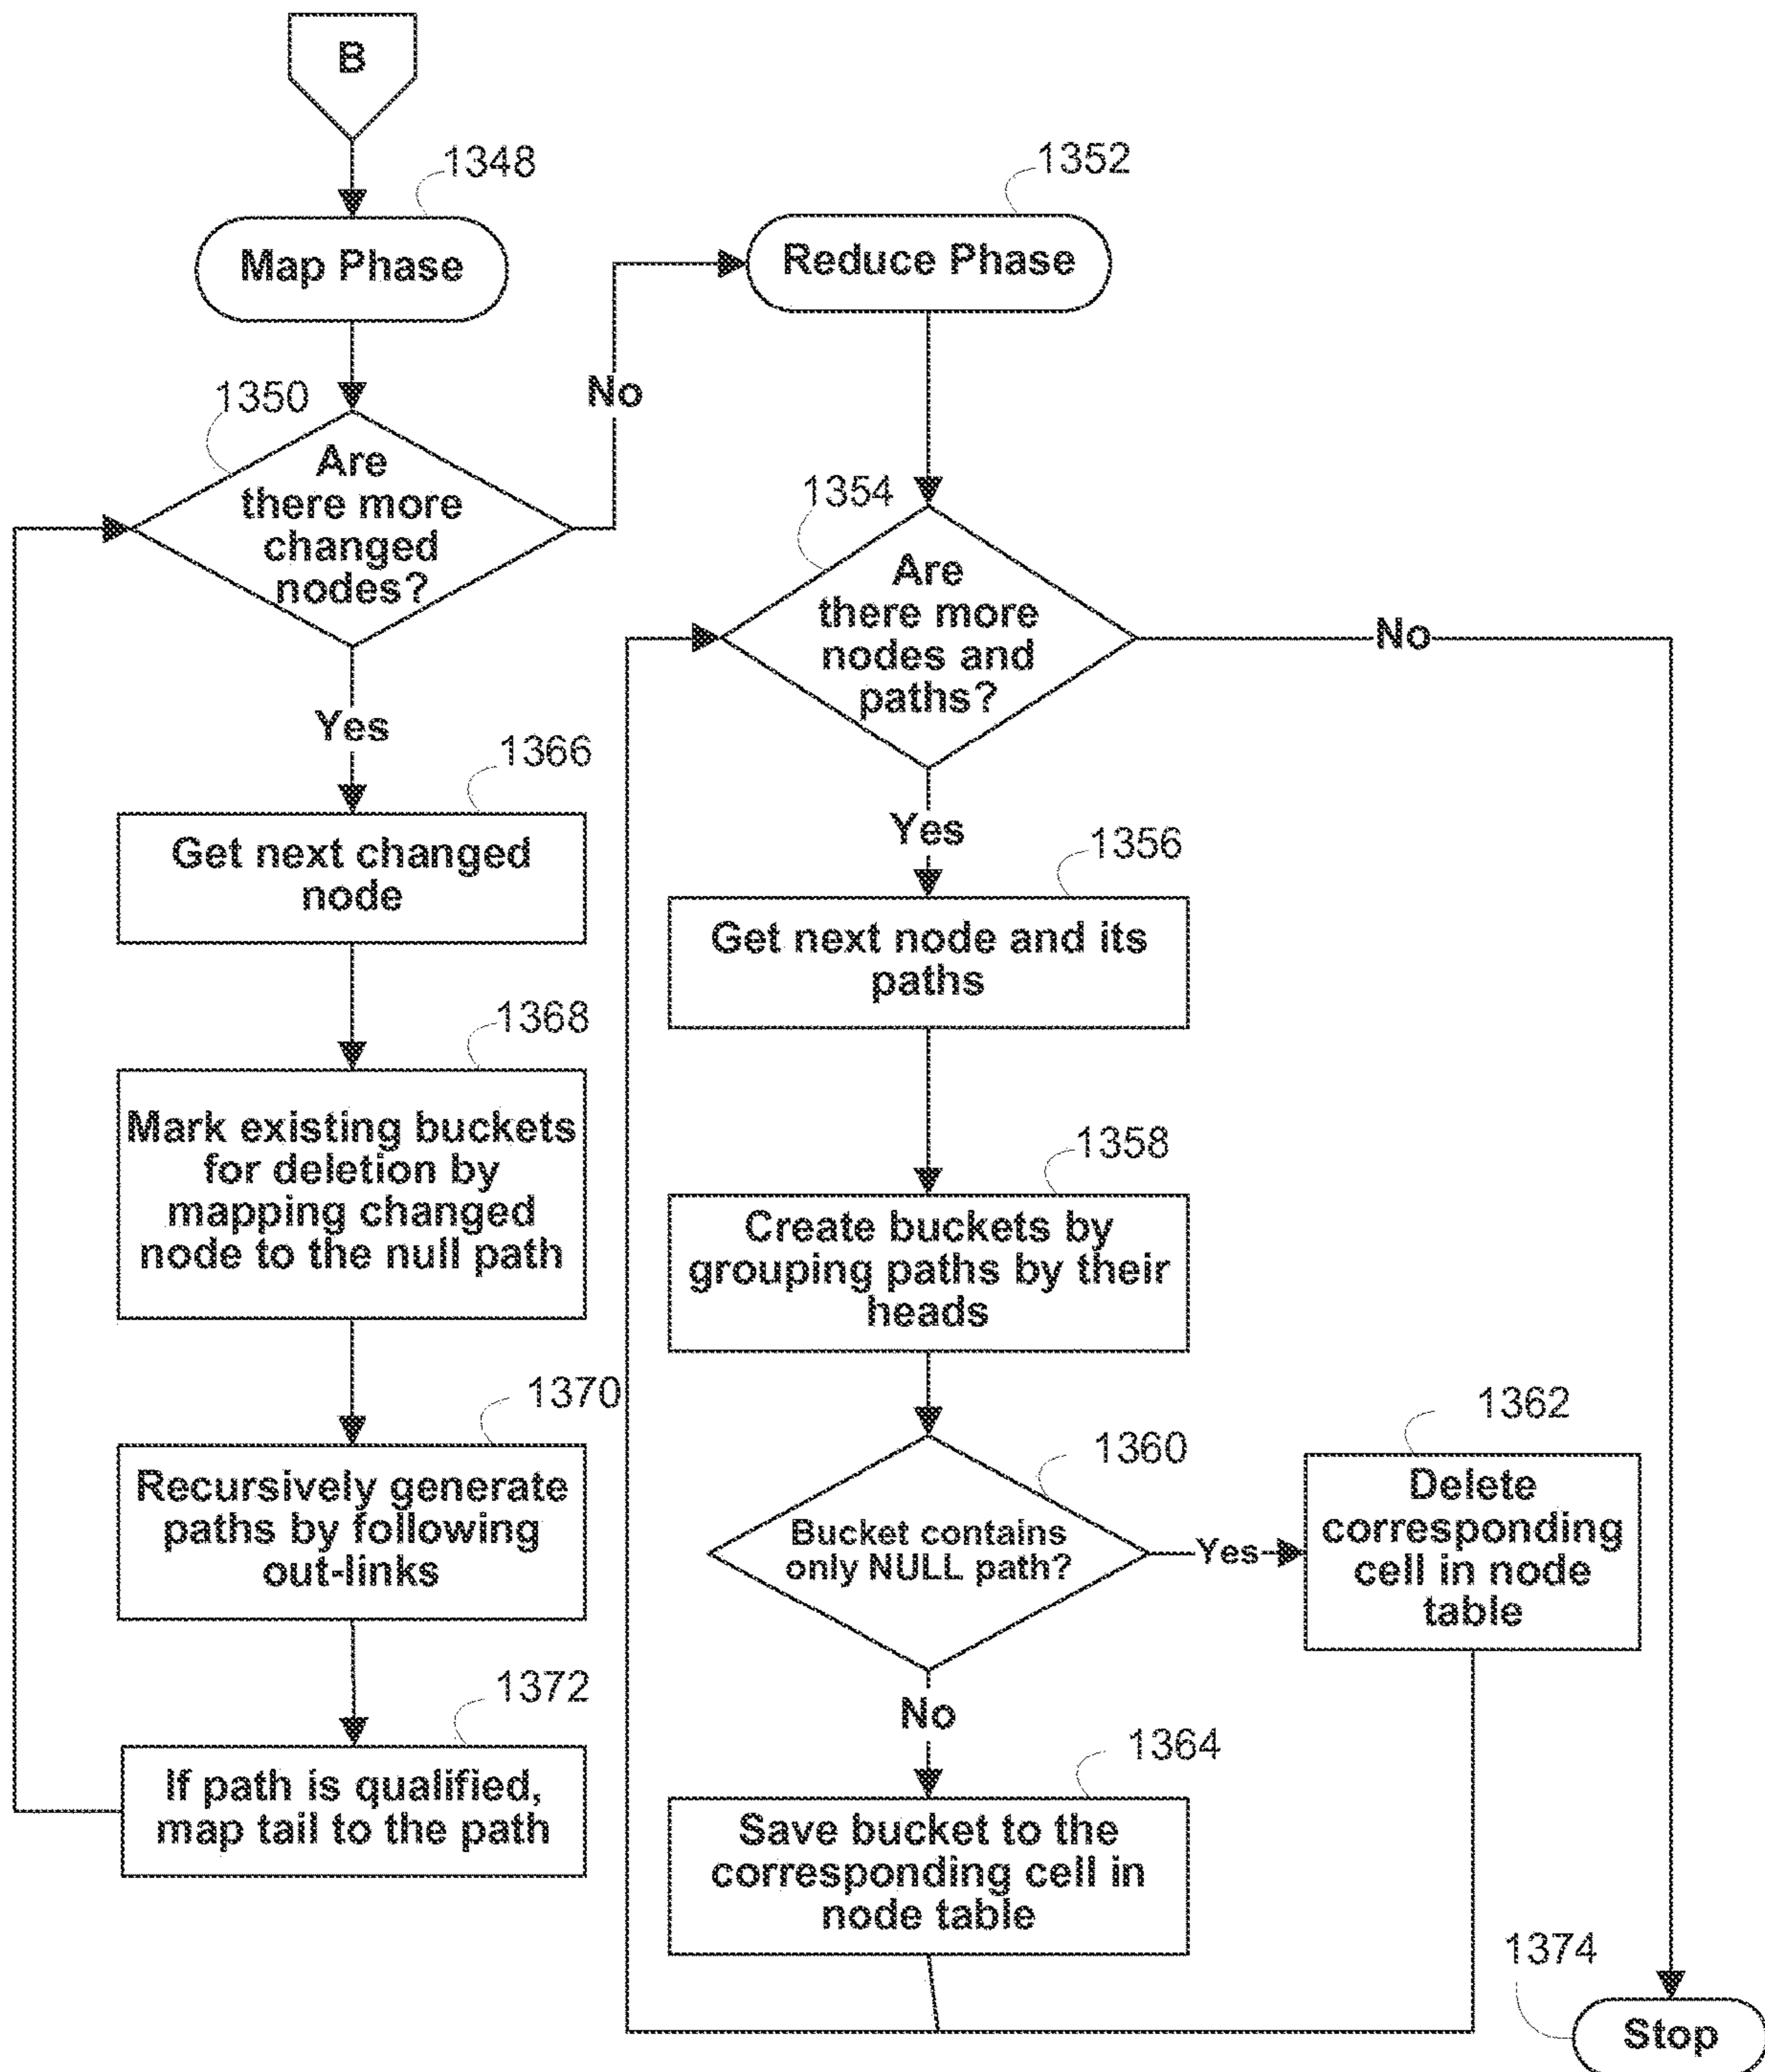 B
1348
Map Phase
1350
Are
there more
changed
nodes?
No
Yes
1366
Get next changed
node
1368
Mark existing buckets
for deletion by
mapping changed
node to the null path
1370
Recursively generate
paths by following
out-links
1372
If path is qualified,
map tail to the path
1352
Reduce Phase
1354
Are
there more
nodes and
paths?
No
Yes
1356
Get next node and its
paths
1358
Create buckets by
grouping paths by their
heads
1360
Bucket contains
only NULL path?
Yes
1362
Delete
corresponding
cell in node
table
No
1364
Save bucket to the
corresponding cell in
node table
1374
Stop